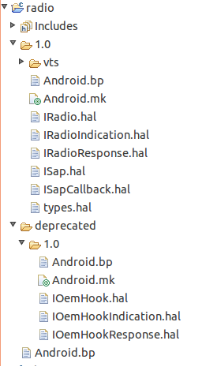 radio
Includes
1.0
vts
Android.bp
Android.mk
IRadio.hal
IRadioIndication.hal
IRadioResponse.hal
ISap.hal
ISapCallback.hal
types.hal
deprecated
1.0
Android.bp
Android.mk
IOemHook.hal
IOemHookIndication.hal
IOemHookResponse.hal
Android.bp